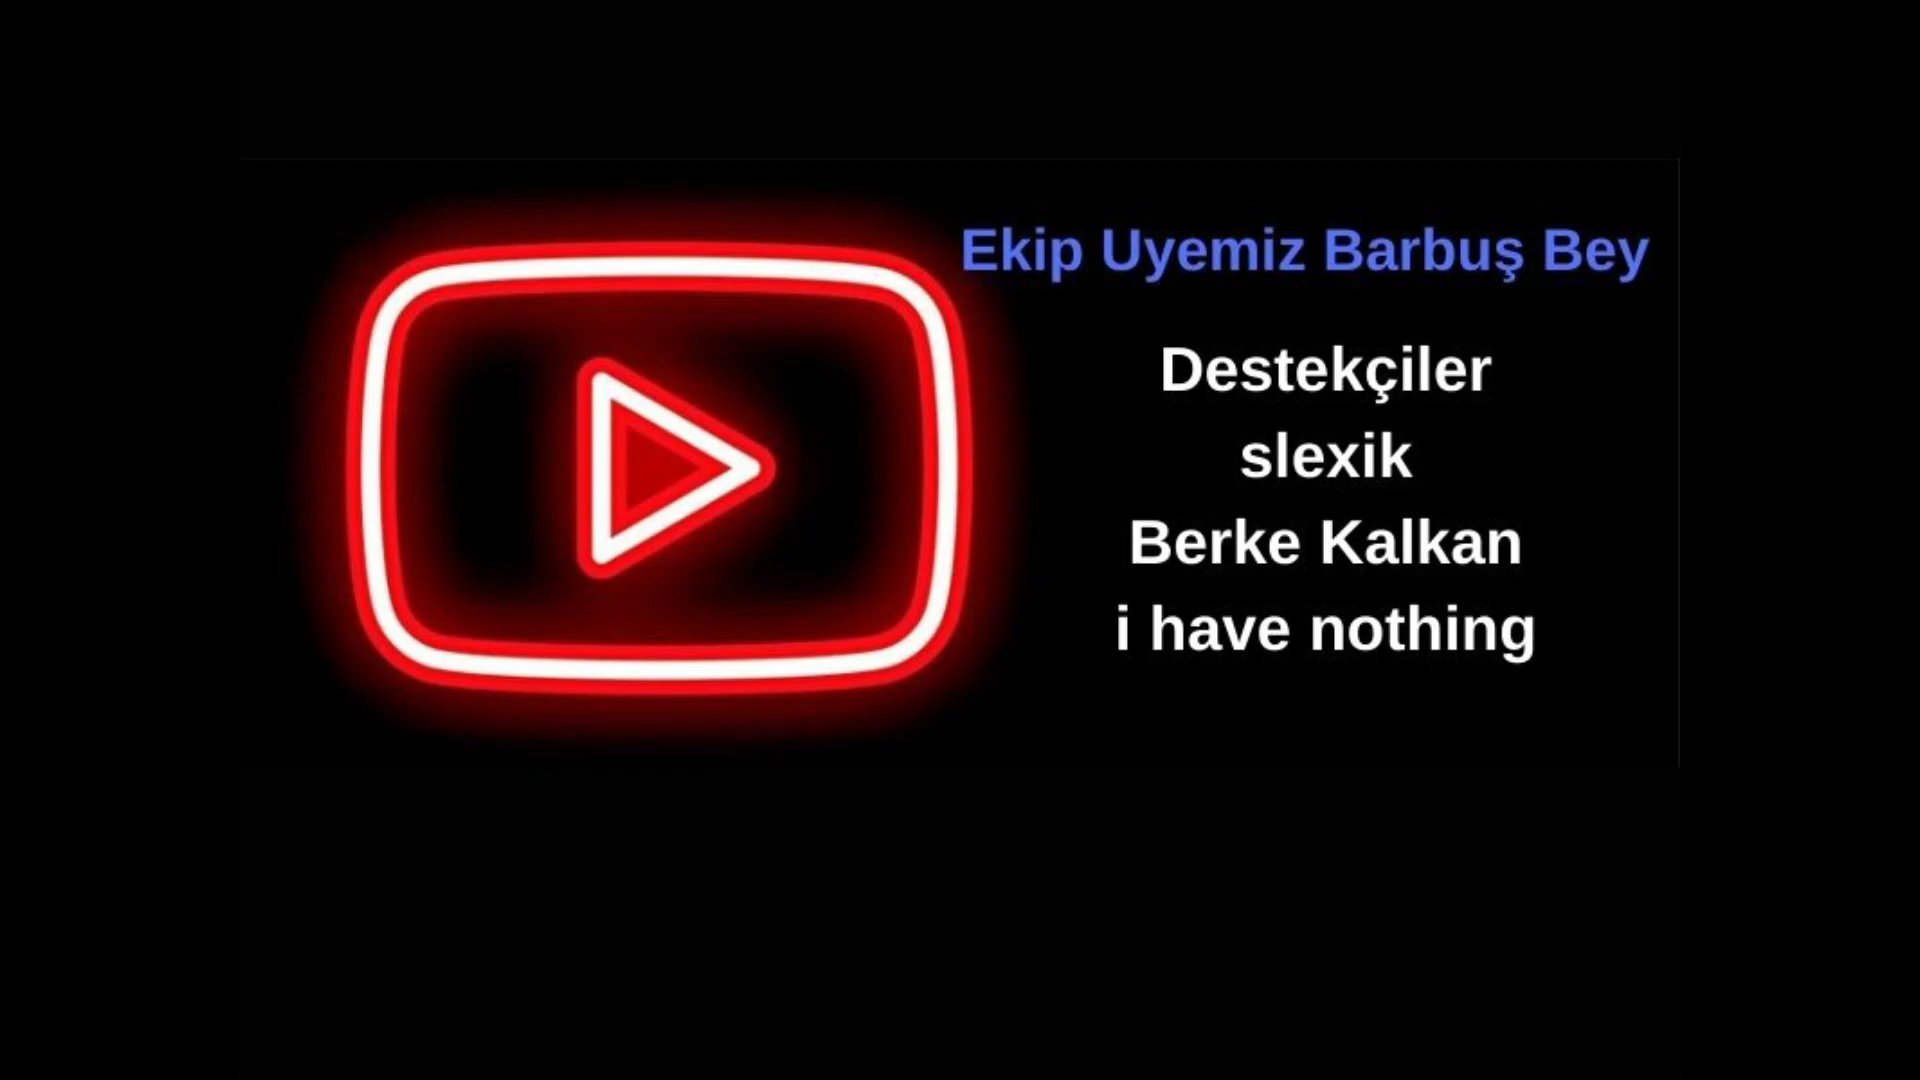 Ekip Uyemiz Barbuş Bey
Destekçiler
slexik
Berke Kalkan
i have nothing